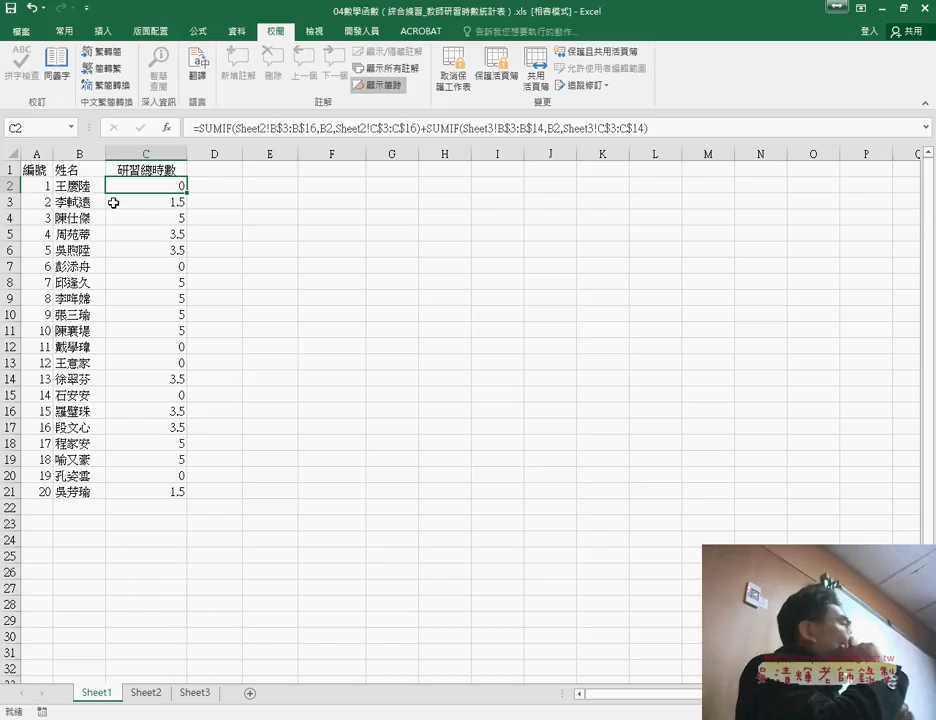 04數學函數（綜合練習_教師研習時數統計表）.xls [相容模式] - Excel
檔案 常用 插入 版面配置 公式 資料 校閱 檢視 開發人員 ACROBAT 告訴我您想要執行的動作... 登入 共用
ABC 繁轉簡 顯示/隱藏註解 保護且共用活頁簿
簡轉繁 顯示所有註解 允許使用者編輯範圍
繁簡轉換 顯示筆跡 追蹤修訂
拼字檢查 同義字 智慧查閱 翻譯 新增註解 刪除 上一個 下一個 取消保護工作表 保護活頁簿 共用活頁簿
校訂 中文繁簡轉換 深入資訊 語言 註解 變更
C2 fx =SUMIF(Sheet2!B$3:B$16,B2,Sheet2!C$3:C$16)+SUMIF(Sheet3!B$3:B$14,B2,Sheet3!C$3:C$14)
A B C D E F G H I J K L M N O P Q
1 編號 姓名 研習總時數
2 1 王慶陸 0
3 2 李軾遠 1.5
4 3 陳仕傑 5
5 4 周苑蒂 3.5
6 5 吳煦陞 3.5
7 6 彭添舟 0
8 7 邱逢久 5
9 8 5
10 9 張三瑜 5
11 10 陳襄堤 5
12 11 戴學瑋 0
13 12 王意家 0
14 13 徐翠芬 3.5
15 14 石安安 0
16 15 羅璧珠 3.5
17 16 段文心 3.5
18 17 程家安 5
19 18 喻又豪 5
20 19 孔姿雲 0
21 20 吳芳瑜 1.5
22
23
24
25
26
27
28
29
30
31
32
吳清輝老師錄製
Sheet1 Sheet2 Sheet3
就緒